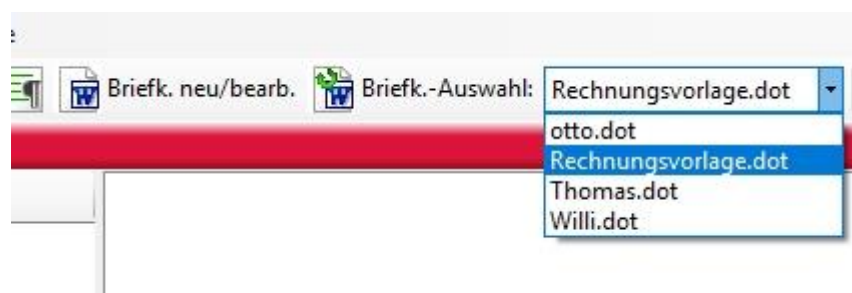 Briefk. neu/bearb. Briefk.-Auswahl: Rechnungsvorlage.dot
otto.dot
Rechnungsvorlage.dot
Thomas.dot
Willi.dot